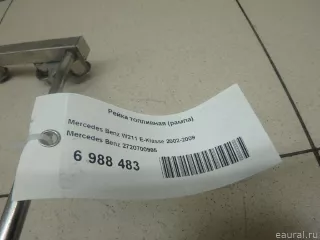 Рейка топливная (рампа)
Mercedes Benz W211 E-Klasse 2002-2009
Mercedes Benz 2720700995
6 988 483
eaural.ru